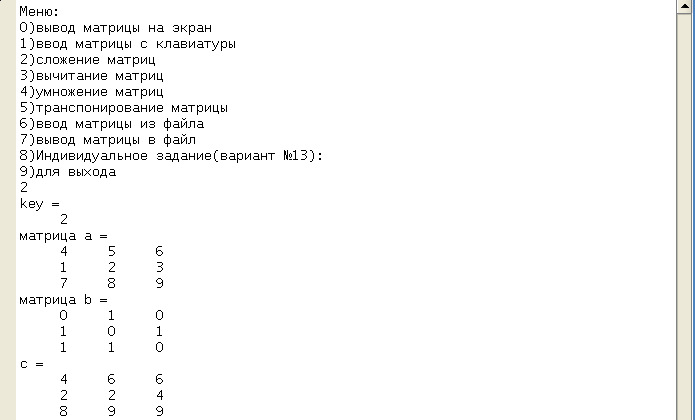 Меню:
0)вывод матрицы на экран
1)ввод матрицы с клавиатуры
2)сложение матриц
3)вычитание матриц
4)умножение матриц
5)транспонирование матрицы
6)ввод матрицы из файла
7)вывод матрицы в файл
8)Индивидуальное задание(вариант №13):
9)для выхода
2
key =
2
матрица a =
4 5 6
1 2 3
7 8 9
матрица b =
0 1 0
1 0 1
1 1 0
c =
4 6 6
2 2 4
8 9 9